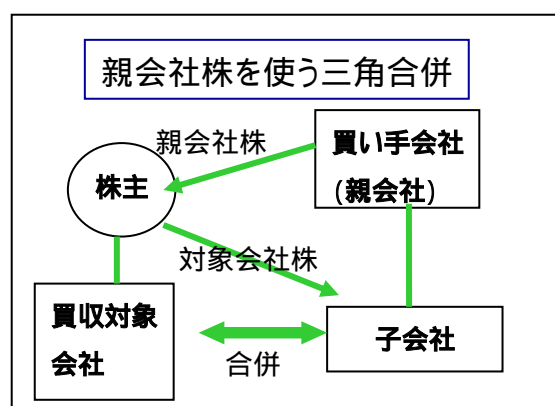 親会社株を使う三角合併
親会社株
買い手会社
(親会社)
株主
対象会社株
買収対象
会社
子会社
合併